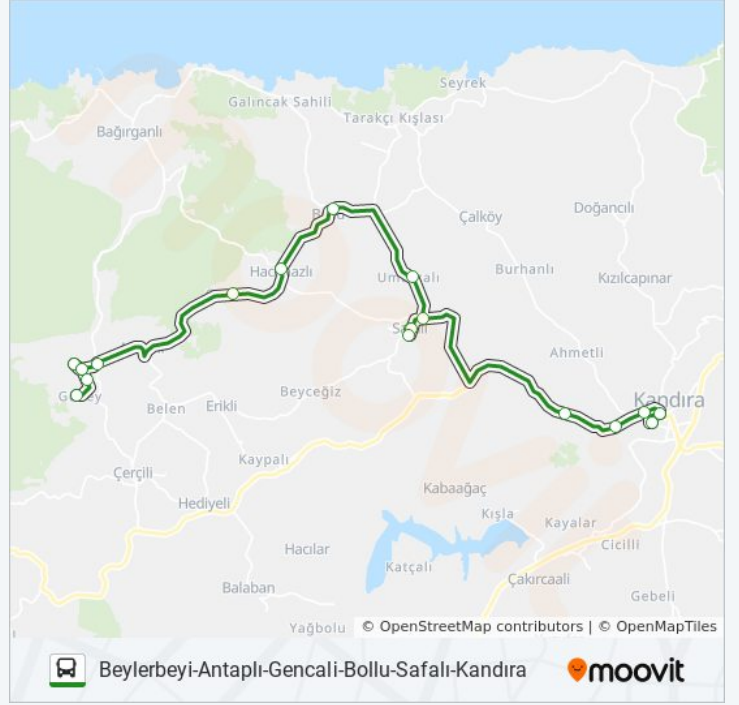 Seyrek
Galıncak Sahili
Tarakçı Kışlası
Bağırganlı
Doğancılı
Çalköy
Burhanlı
Kızılcapınar
Ahmetli
Beyceğiz
Kandıra
Belen
Erikli
Kaypalı
Çerçili
Kabaağaç
Hediyeli
Kışla
Kayalar
Cicilli
Hacılar
Katçalı
Çakırcaali
Balaban
Gebeli
Yağbolu
© OpenStreetMap contributors | © OpenMapTiles
Beylerbeyi-Antaplı-Gencali-Bollu-Safalı-Kandıra
moovit